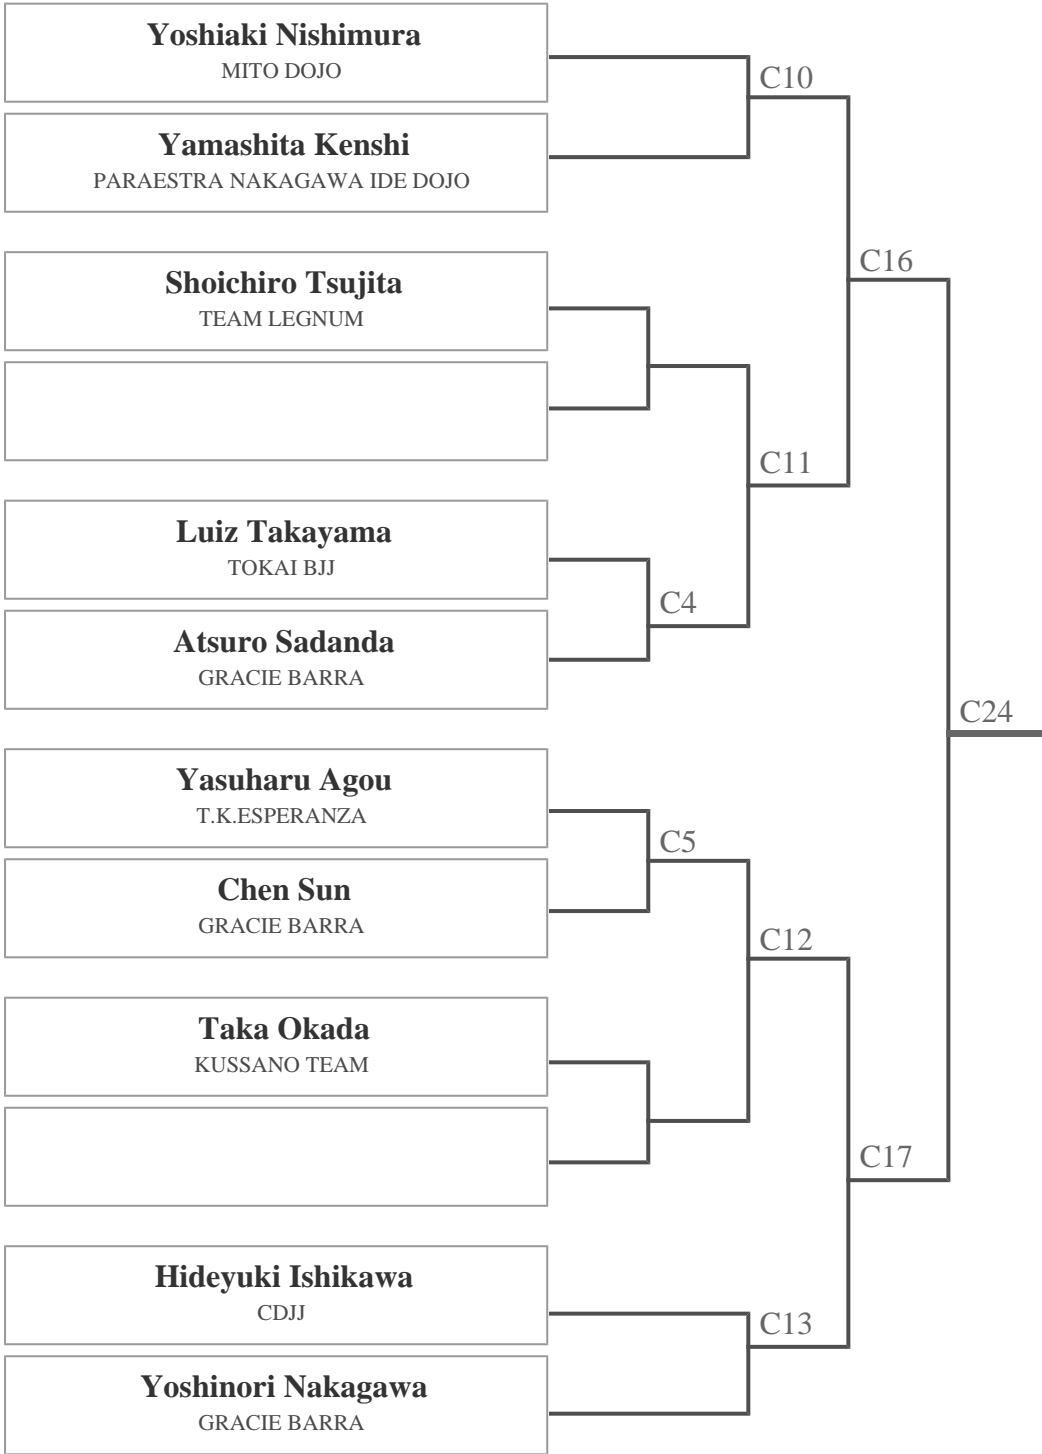 Yoshiaki Nishimura
MITO DOJO
C10
Yamashita Kenshi
PARAESTRA NAKAGAWA IDE DOJO
C16
Shoichiro Tsujita
TEAM LEGNUM
C11
Luiz Takayama
TOKAI BJJ
C4
Atsuro Sadanda
GRACIE BARRA
C24
Yasuharu Agou
T.K.ESPERANZA
C5
Chen Sun
GRACIE BARRA
C12
Taka Okada
KUSSANO TEAM
C17
Hideyuki Ishikawa
CDJJ
C13
Yoshinori Nakagawa
GRACIE BARRA